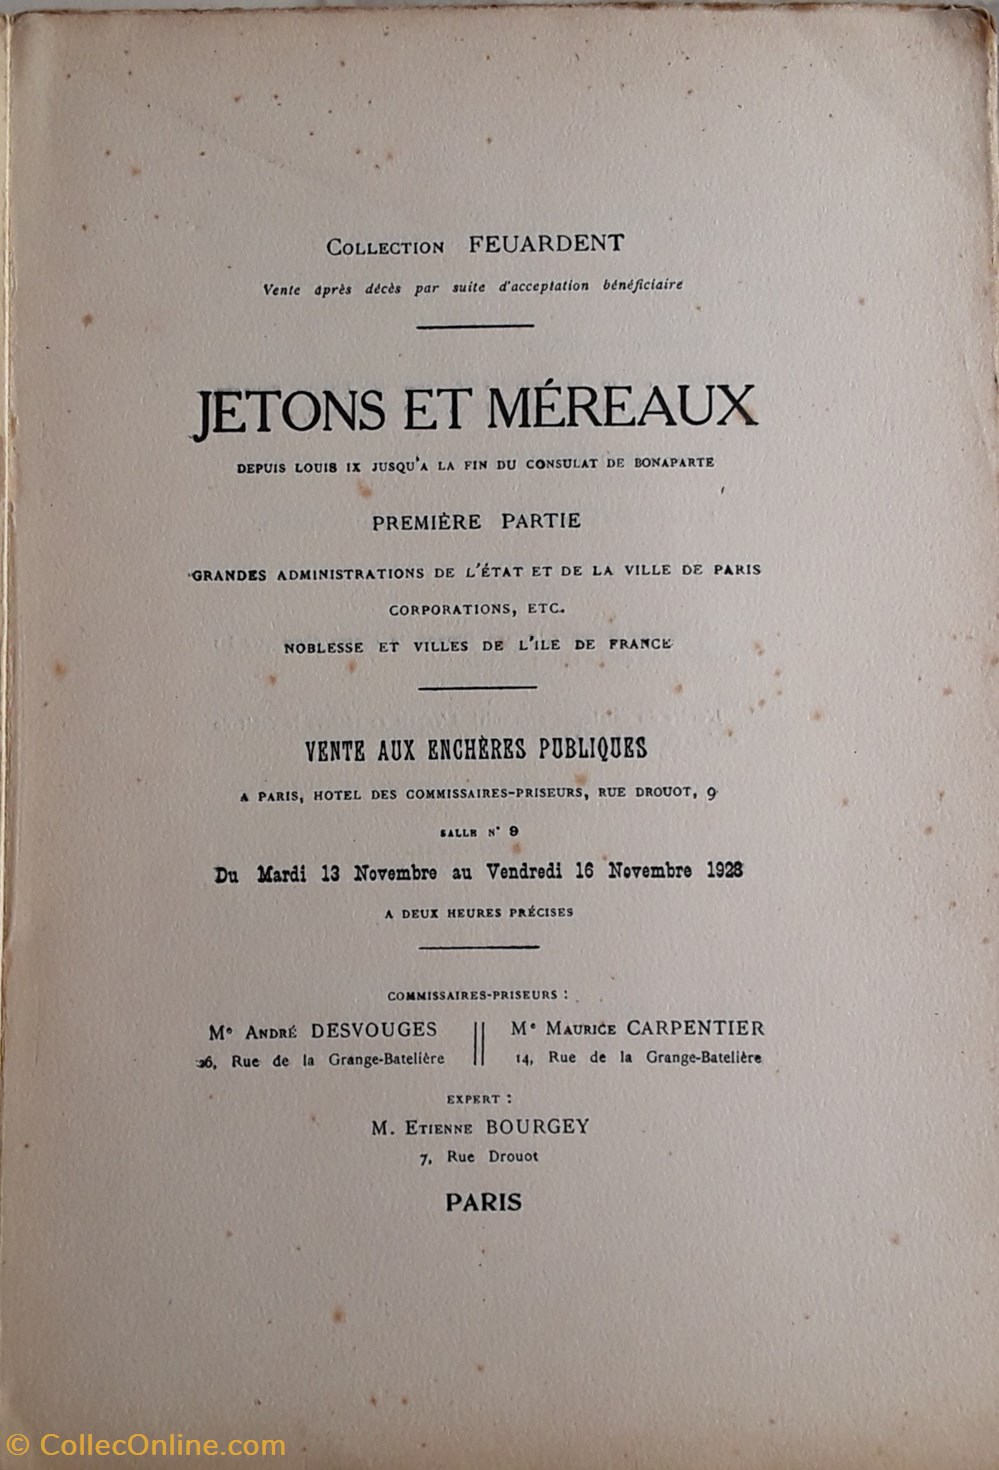 COLLECTION FEUARDENT
Vente après décès par suite d'acceptation bénéficiaire
JETONS ET MÉREAUX
DEPUIS LOUIS IX JUSQU'A LA FIN DU CONSULAT DE BONAPARTE
PREMIÈRE PARTIE
GRANDES ADMINISTRATIONS DE L'ÉTAT ET DE LA VILLE DE PARIS
CORPORATIONS, ETC.
NOBLESSE ET VILLES DE L'ILE DE FRANCE
VENTE AUX ENCHÈRES PUBLIQUES
A PARIS, HOTEL DES COMMISSAIRES-PRISEURS, RUE DROUOT, 9
SALLE N° 9
Du Mardi 13 Novembre au Vendredi 16 Novembre 1928
A DEUX HEURES PRÉCISES
COMMISSAIRES-PRISEURS :
Me ANDRÉ DESVOUGES
26, Rue de la Grange-Batelière
Me MAURICE CARPENTIER
14, Rue de la Grange-Batelière
EXPERT :
M. ETIENNE BOURGEY
7, Rue Drouot
PARIS
© CollecOnline.com